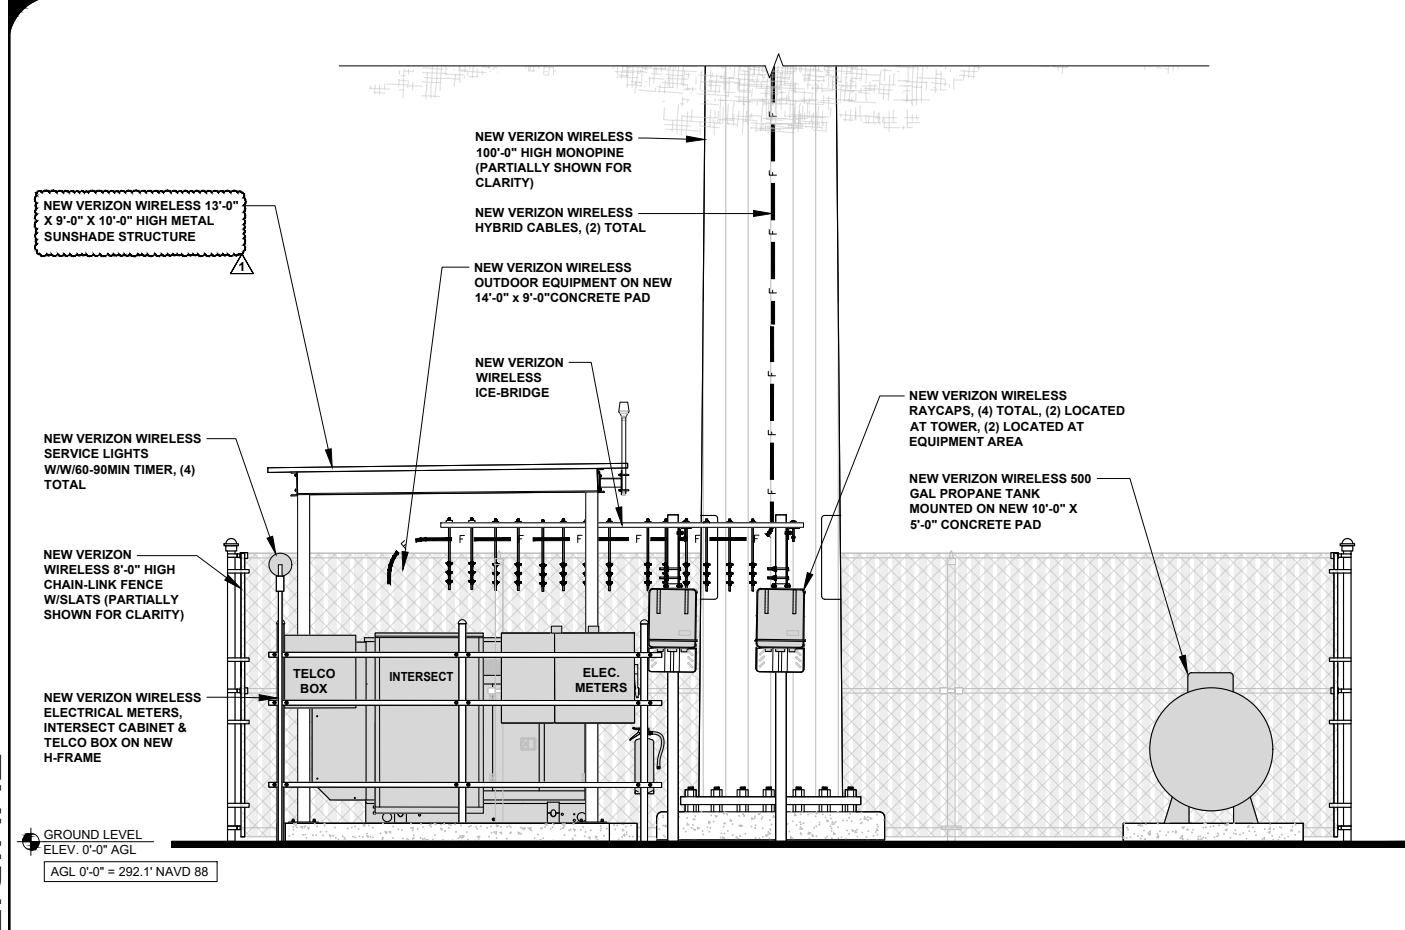 NEW VERIZON WIRELESS
100'-0" HIGH MONOPINE
(PARTIALLY SHOWN FOR
CLARITY)
NEW VERIZON WIRELESS 13'-0"
X 9'-0" X 10'-0" HIGH METAL
SUNSHADE STRUCTURE
1
NEW VERIZON WIRELESS
HYBRID CABLES, (2) TOTAL
NEW VERIZON WIRELESS
OUTDOOR EQUIPMENT ON NEW
14'-0" x 9'-0"CONCRETE PAD
NEW VERIZON
WIRELESS
ICE-BRIDGE
NEW VERIZON WIRELESS
RAYCAPS, (4) TOTAL, (2) LOCATED
AT TOWER, (2) LOCATED AT
EQUIPMENT AREA
NEW VERIZON WIRELESS
SERVICE LIGHTS
W/W/60-90MIN TIMER, (4)
TOTAL
NEW VERIZON WIRELESS 500
GAL PROPANE TANK
MOUNTED ON NEW 10'-0" X
5'-0" CONCRETE PAD
NEW VERIZON
WIRELESS 8'-0" HIGH
CHAIN-LINK FENCE
W/SLATS (PARTIALLY
SHOWN FOR CLARITY)
F
F
F
F
F
F
F
F
F
F
F
F
TELCO
BOX
INTERSECT
ELEC.
METERS
NEW VERIZON WIRELESS
ELECTRICAL METERS,
INTERSECT CABINET &
TELCO BOX ON NEW
H-FRAME
GROUND LEVEL
ELEV. 0'-0" AGL
AGL 0'-0" = 292.1' NAVD 88